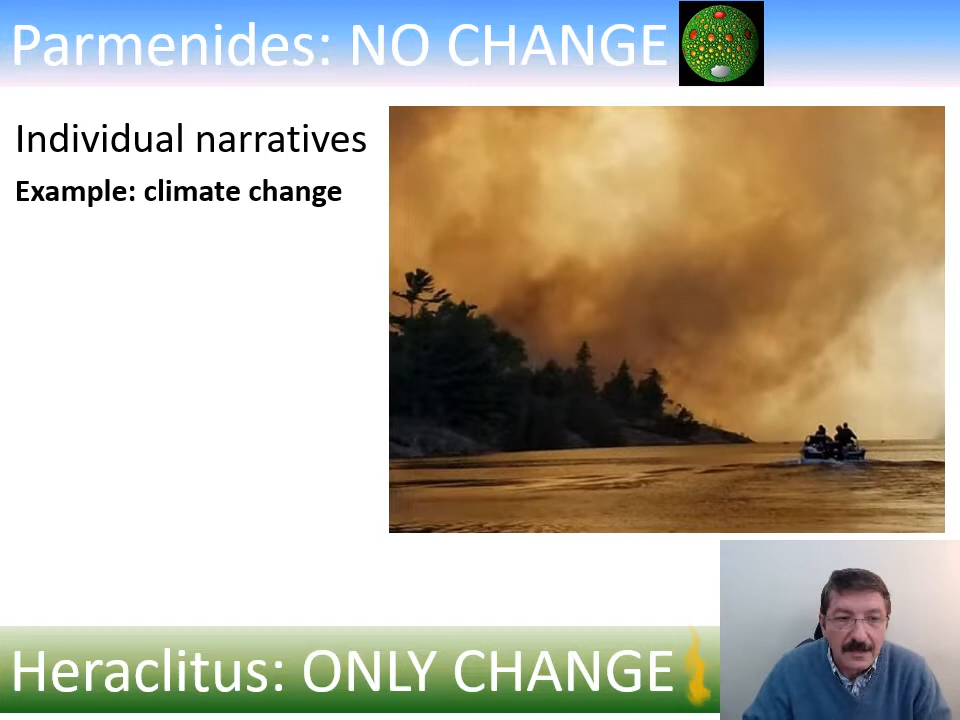 Parmenides: NO CHANGE
Individual narratives
Example: climate change
Heraclitus: ONLY CHANGE